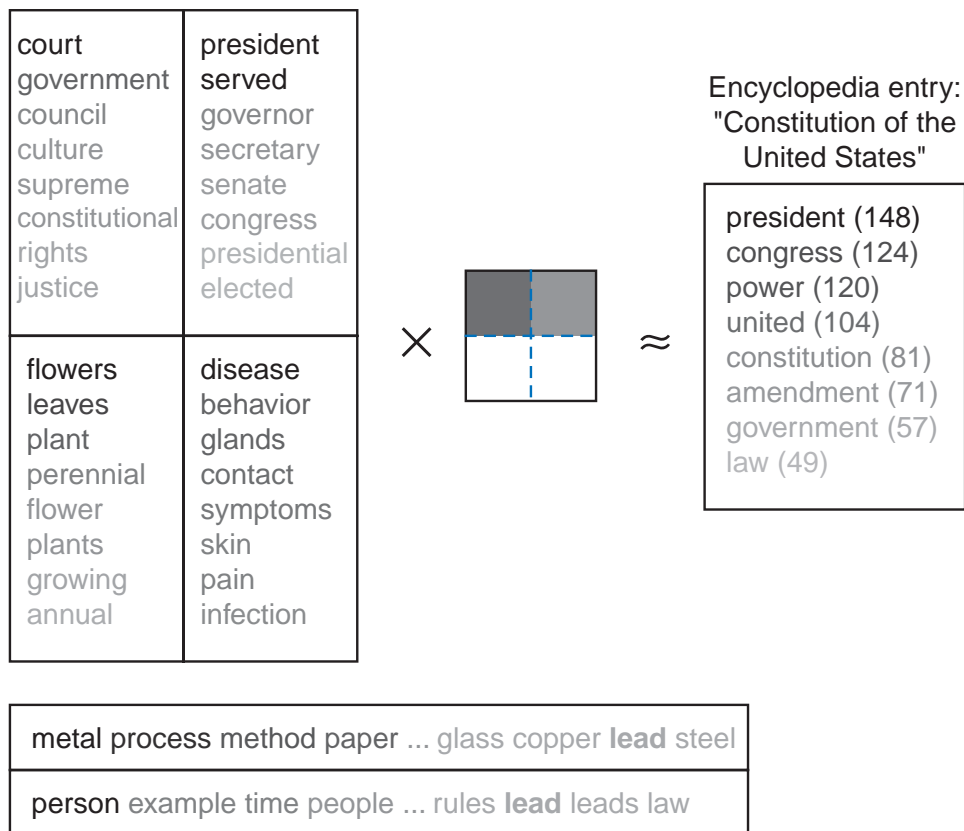 court
government
council
culture
supreme
constitutional
rights
justice
president
served
governor
secretary
senate
congress
presidential
elected
flowers
leaves
plant
perennial
flower
plants
growing
annual
disease
behavior
glands
contact
symptoms
skin
pain
infection
×
≈
Encyclopedia entry:
"Constitution of the
United States"
president (148)
congress (124)
power (120)
united (104)
constitution (81)
amendment (71)
government (57)
law (49)
metal process method paper ... glass copper lead steel
person example time people ... rules lead leads law